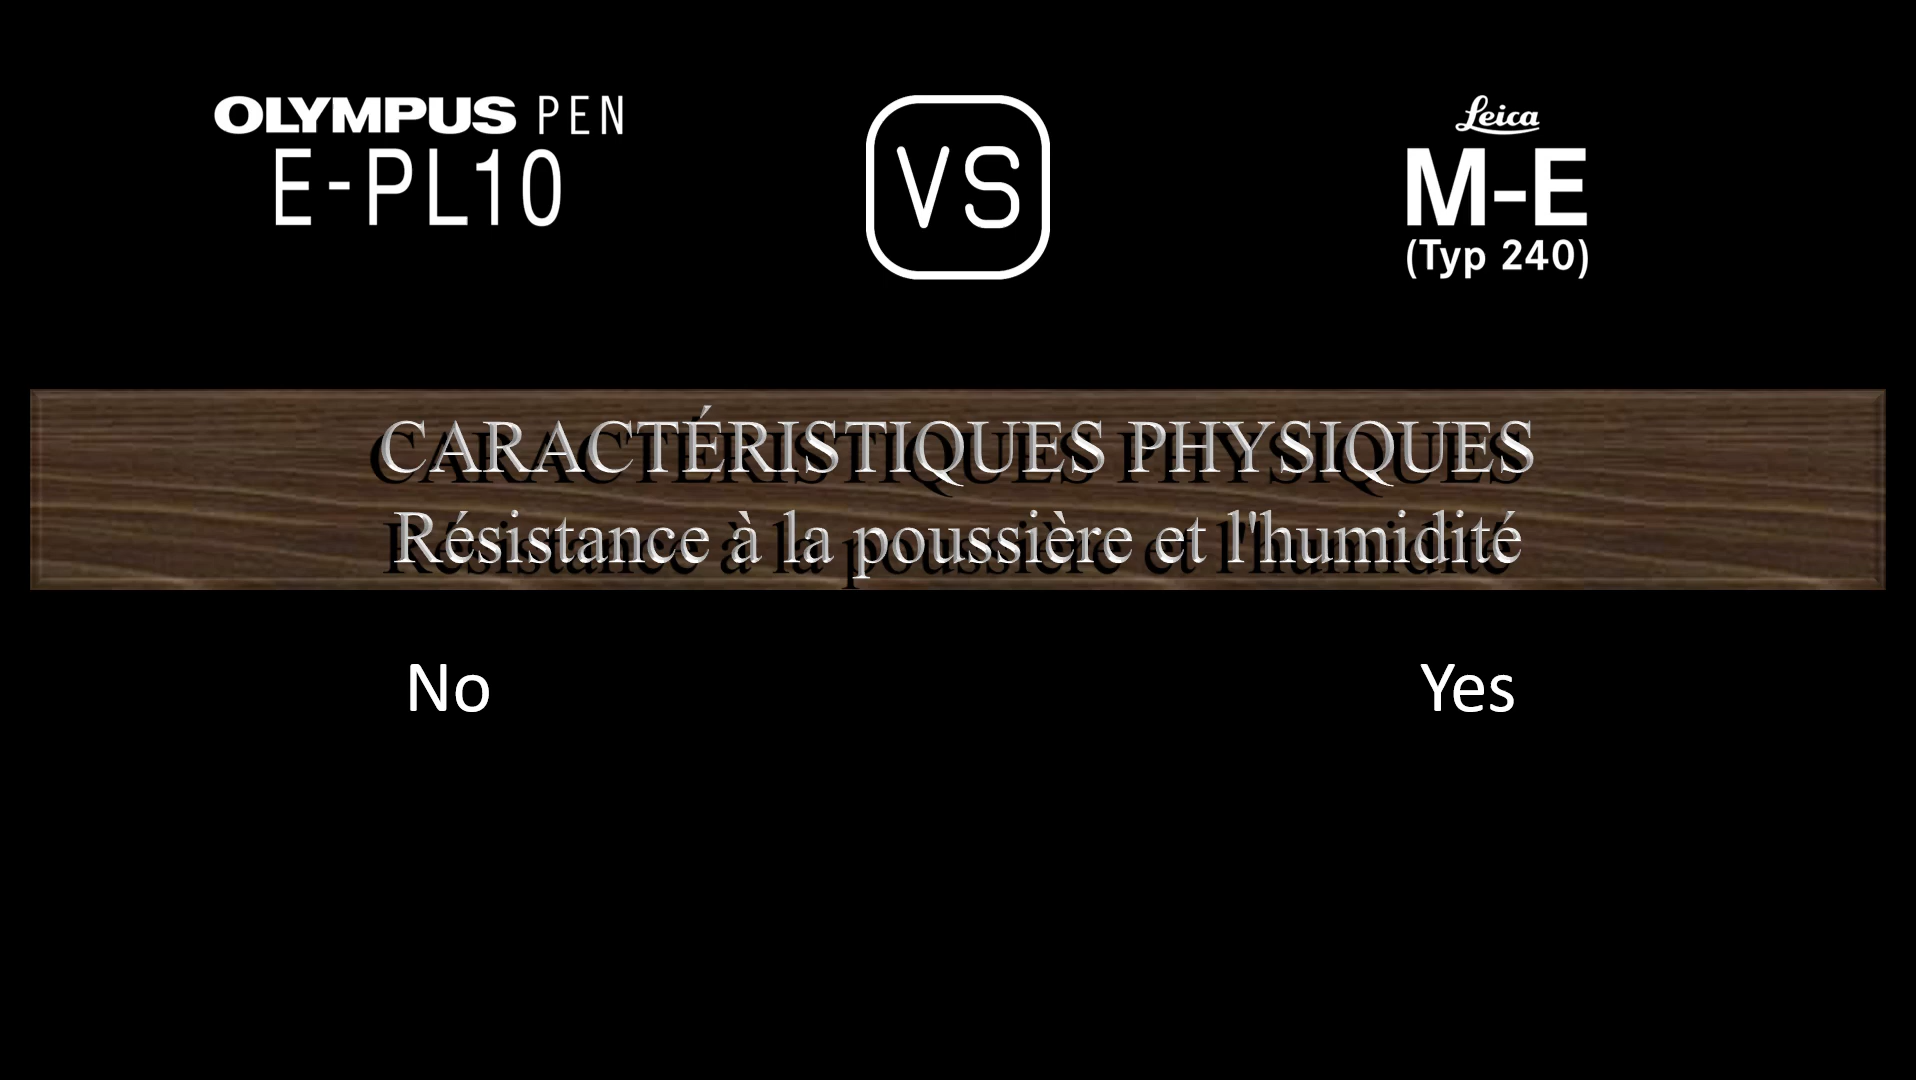 OLYMPUS PEN
E-PL10
VS
Leica
M-E
(Typ 240)
CARACTÉRISTIQUES PHYSIQUES
Résistance à la poussière et l'humidité
No
Yes